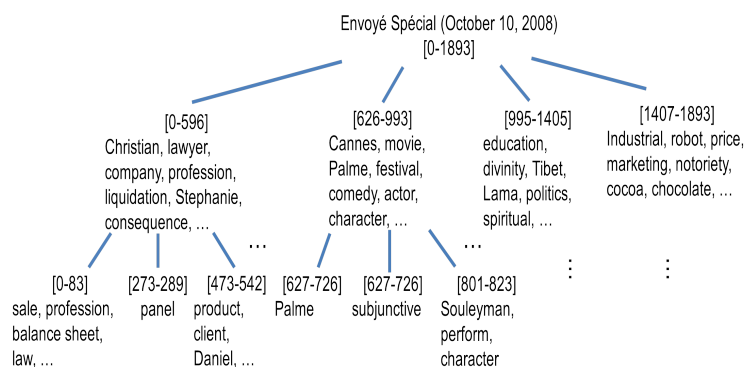 Envoyé Spécial (October 10, 2008)
[0-1893]
[0-596]
Christian, lawyer,
company, profession,
liquidation, Stephanie,
consequence, …
[626-993]
Cannes, movie,
Palme, festival,
comedy, actor,
character, …
[995-1405]
education,
divinity, Tibet,
Lama, politics,
spiritual, …
[1407-1893]
Industrial, robot, price,
marketing, notoriety,
cocoa, chocolate, …
…
…
⋮
⋮
[0-83]
sale, profession,
balance sheet,
law, …
[273-289]
panel
[473-542]
product,
client,
Daniel, …
[627-726]
Palme
[627-726]
subjunctive
[801-823]
Souleyman,
perform,
character